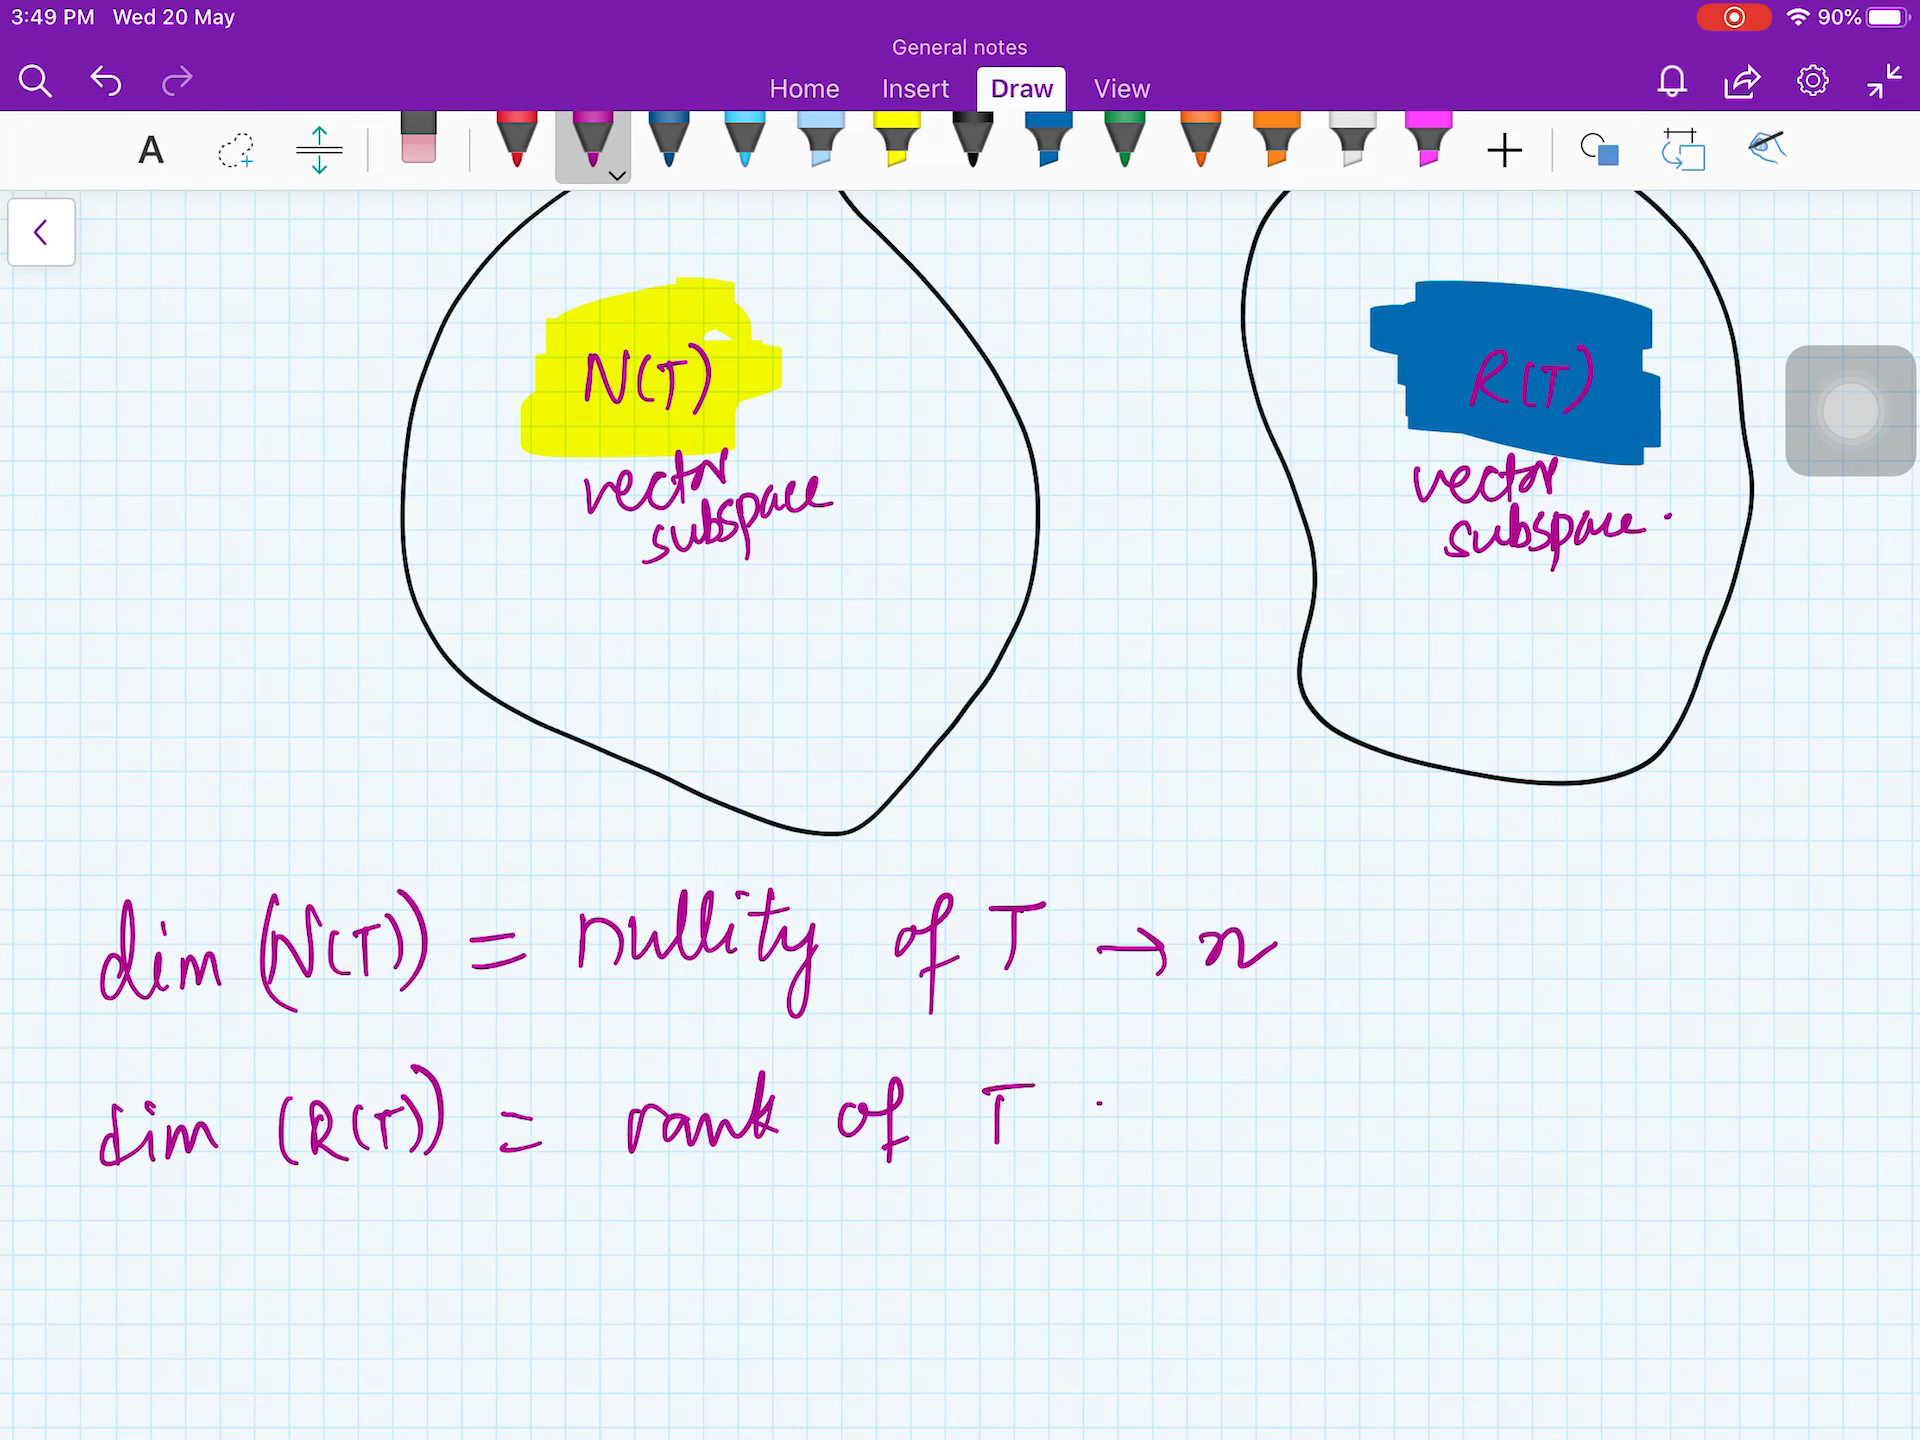 3:49 PM Wed 20 May 90%
General notes
Home Insert Draw View
A
N(T)
vector
subspace
R(T)
vector
subspace.
dim (N(T)) = nullity of T → n
dim (R(T)) = rank of T